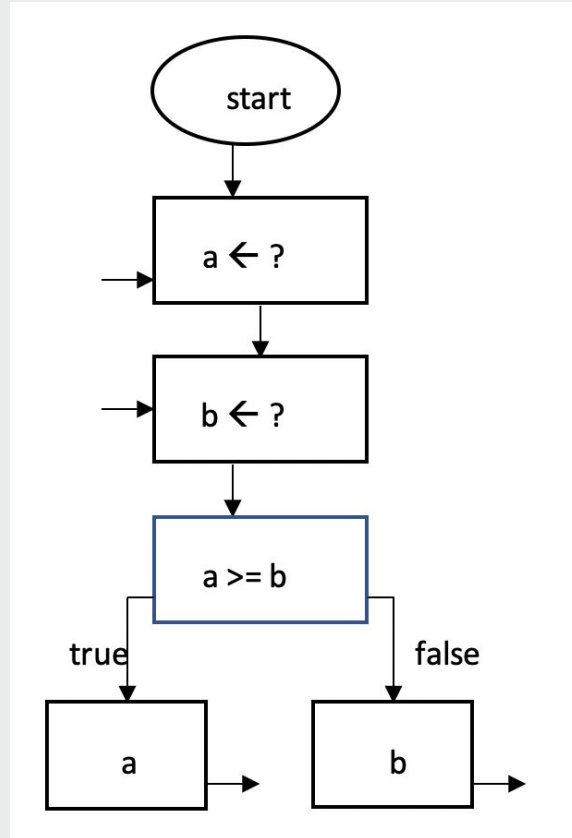 start
a ← ?
b ← ?
a >= b
true
false
a
b